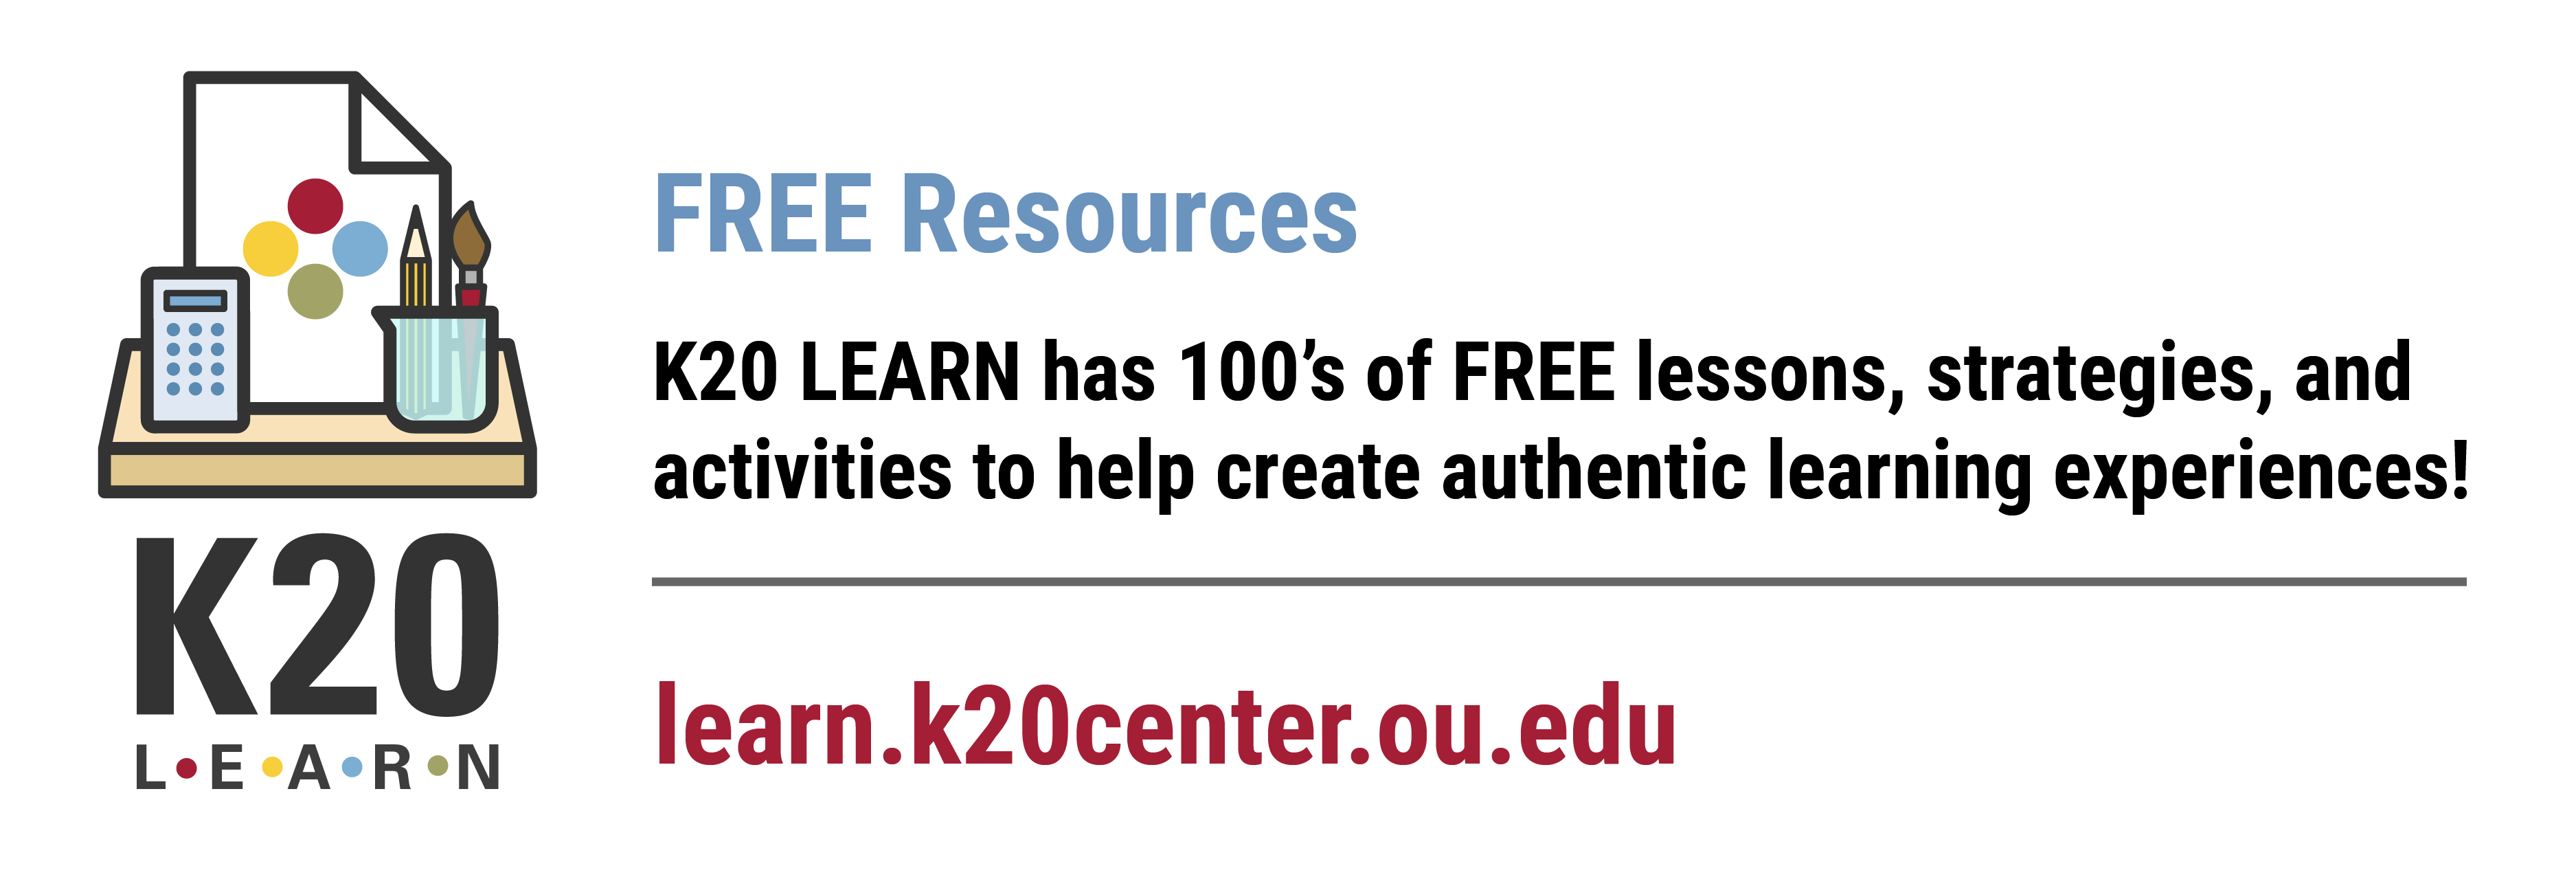 FREE Resources
K20 LEARN has 100’s of FREE lessons, strategies, and
activities to help create authentic learning experiences!
K20
L•E•A•R•N
learn.k20center.ou.edu